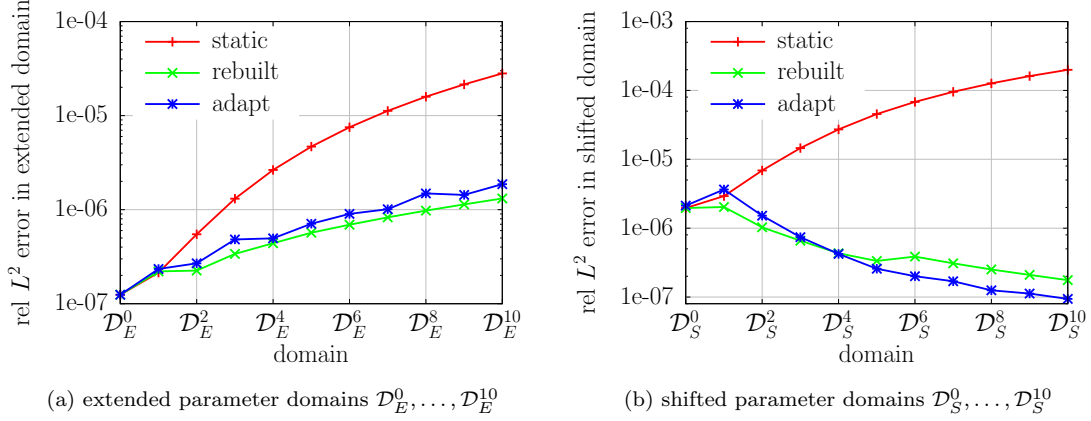 rel L² error in extended domain
1e-04
1e-05
1e-06
1e-07
static
rebuilt
adapt
𝒟_E^0 𝒟_E^2 𝒟_E^4 𝒟_E^6 𝒟_E^8 𝒟_E^10
domain
(a) extended parameter domains 𝒟_E^0, . . . , 𝒟_E^10
rel L² error in shifted domain
1e-03
1e-04
1e-05
1e-06
1e-07
static
rebuilt
adapt
𝒟_S^0 𝒟_S^2 𝒟_S^4 𝒟_S^6 𝒟_S^8 𝒟_S^10
domain
(b) shifted parameter domains 𝒟_S^0, . . . , 𝒟_S^10